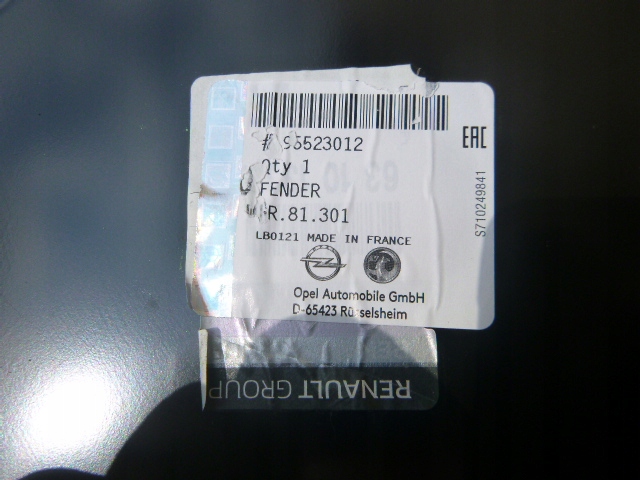 # 95523012
Qty 1
FENDER
R.81.301
LB0121 MADE IN FRANCE
Opel Automobile GmbH
D-65423 Rüsselsheim
EAC
S710249841
RENAULT GROUP